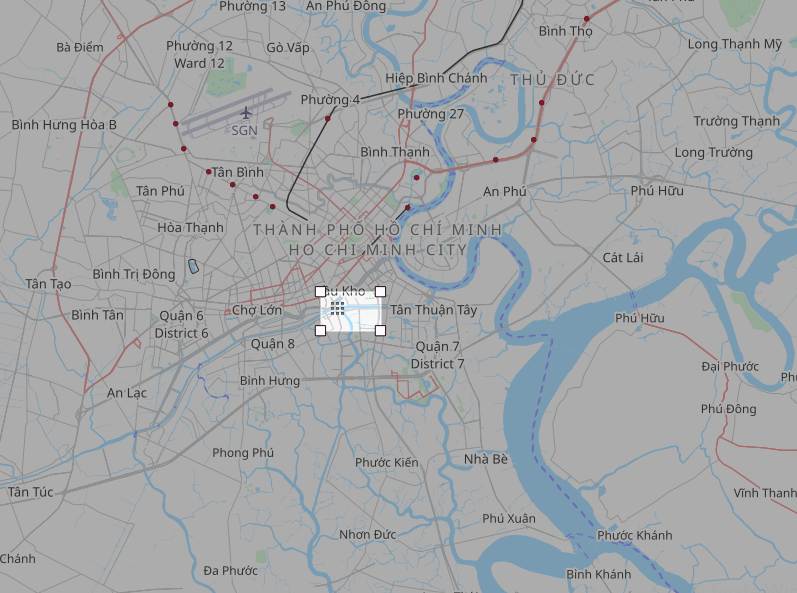 Phường 13
An Phú Đông
Bà Điểm
Phường 12
Ward 12
Gò Vấp
Bình Thọ
Long Thanh Mỹ
Hiệp Bình Chánh
THỦ ĐỨC
Phường 4
Phường 27
SGN
Bình Hưng Hòa B
Trường Thạnh
Bình Thạnh
Long Trường
Tân Bình
Tân Phú
An Phú
Phú Hựu
Hòa Thạnh
THÀNH PHỐ HỒ CHÍ MINH
HO CHI MINH CITY
Cát Lái
Bình Trị Đông
Tân Tạo
Kho
Chợ Lớn
Tân Thuận Tây
Bình Tân
Quận 6
District 6
Phú Hữu
Quận 8
Quận 7
District 7
Đại Phước
Bình Hưng
An Lạc
Phú Đông
Phong Phú
Phước Kiển
Nhà Bè
Tân Túc
Vĩnh Thanh
Phú Xuân
Nhơn Đức
Phước Khánh
Chánh
Đa Phước
Bình Khánh